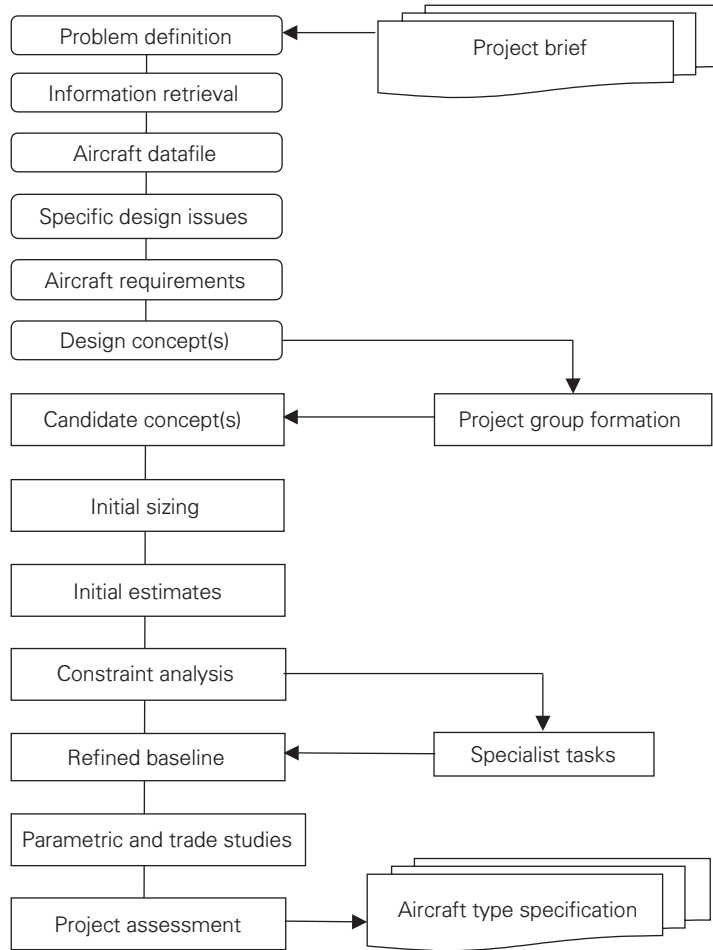 Problem definition
Project brief
Information retrieval
Aircraft datafile
Specific design issues
Aircraft requirements
Design concept(s)
Candidate concept(s)
Project group formation
Initial sizing
Initial estimates
Constraint analysis
Refined baseline
Specialist tasks
Parametric and trade studies
Project assessment
Aircraft type specification